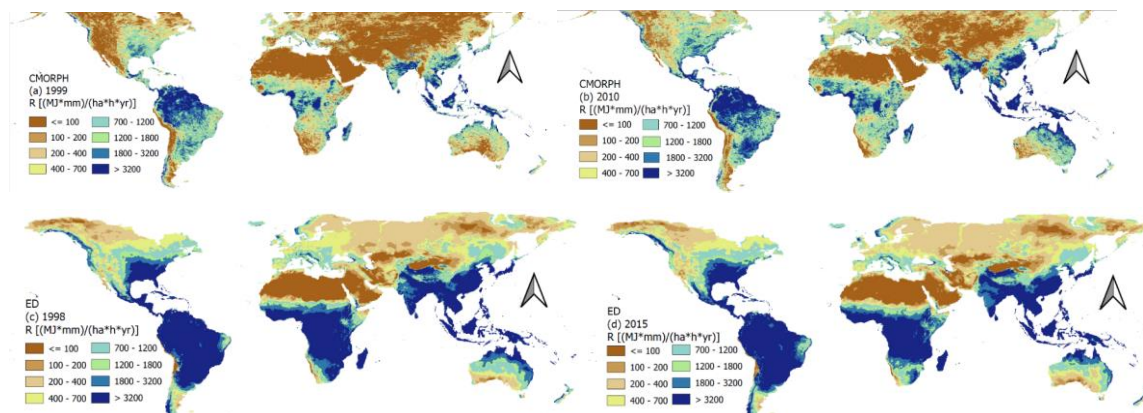 CMORPH
(a) 1999
R [(MJ*mm)/(ha*h*yr)]
<= 100 700 - 1200
100 - 200 1200 - 1800
200 - 400 1800 - 3200
400 - 700 > 3200
CMORPH
(b) 2010
R [(MJ*mm)/(ha*h*yr)]
<= 100 700 - 1200
100 - 200 1200 - 1800
200 - 400 1800 - 3200
400 - 700 > 3200
ED
(c) 1998
R [(MJ*mm)/(ha*h*yr)]
<= 100 700 - 1200
100 - 200 1200 - 1800
200 - 400 1800 - 3200
400 - 700 > 3200
ED
(d) 2015
R [(MJ*mm)/(ha*h*yr)]
<= 100 700 - 1200
100 - 200 1200 - 1800
200 - 400 1800 - 3200
400 - 700 > 3200